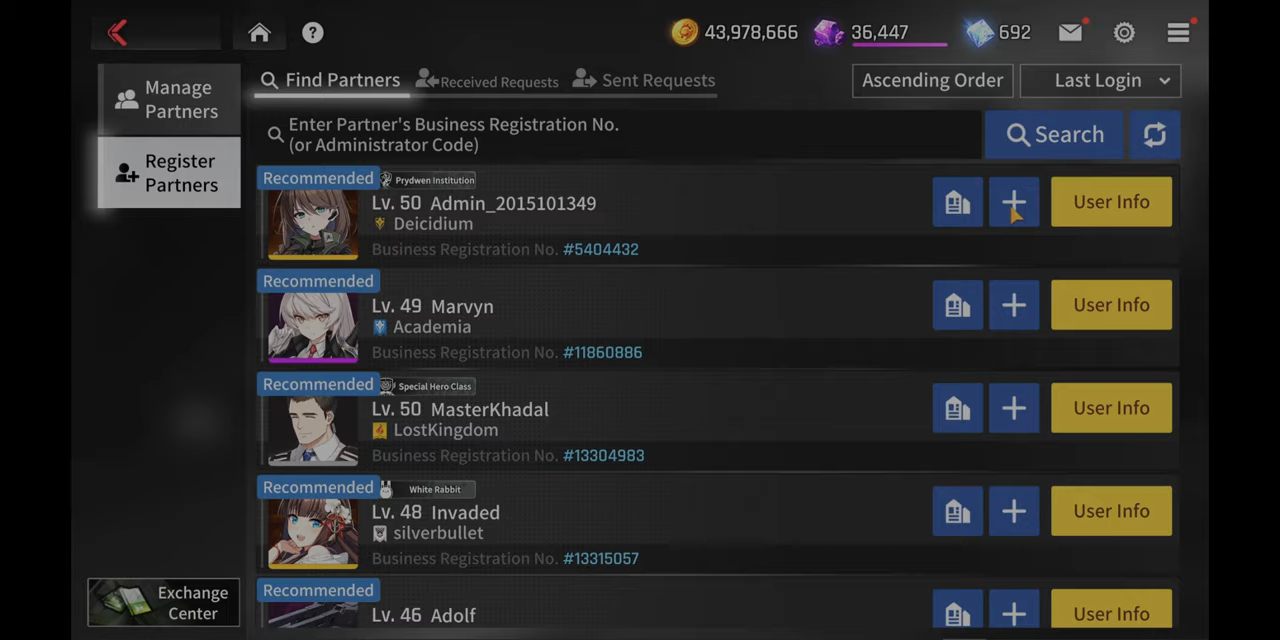 43,978,666
36,447
692
Manage
Partners
Register
Partners
Find Partners
Received Requests
Sent Requests
Ascending Order
Last Login
Enter Partner's Business Registration No.
(or Administrator Code)
Search
Recommended
Prydwen Institution
Lv. 50 Admin_2015101349
Deicidium
Business Registration No. #5404432
User Info
Recommended
Lv. 49 Marvyn
Academia
Business Registration No. #11860886
User Info
Recommended
Special Hero Class
Lv. 50 MasterKhadal
LostKingdom
Business Registration No. #13304983
User Info
Recommended
White Rabbit
Lv. 48 Invaded
silverbullet
Business Registration No. #13315057
User Info
Recommended
Lv. 46 Adolf
User Info
Exchange
Center